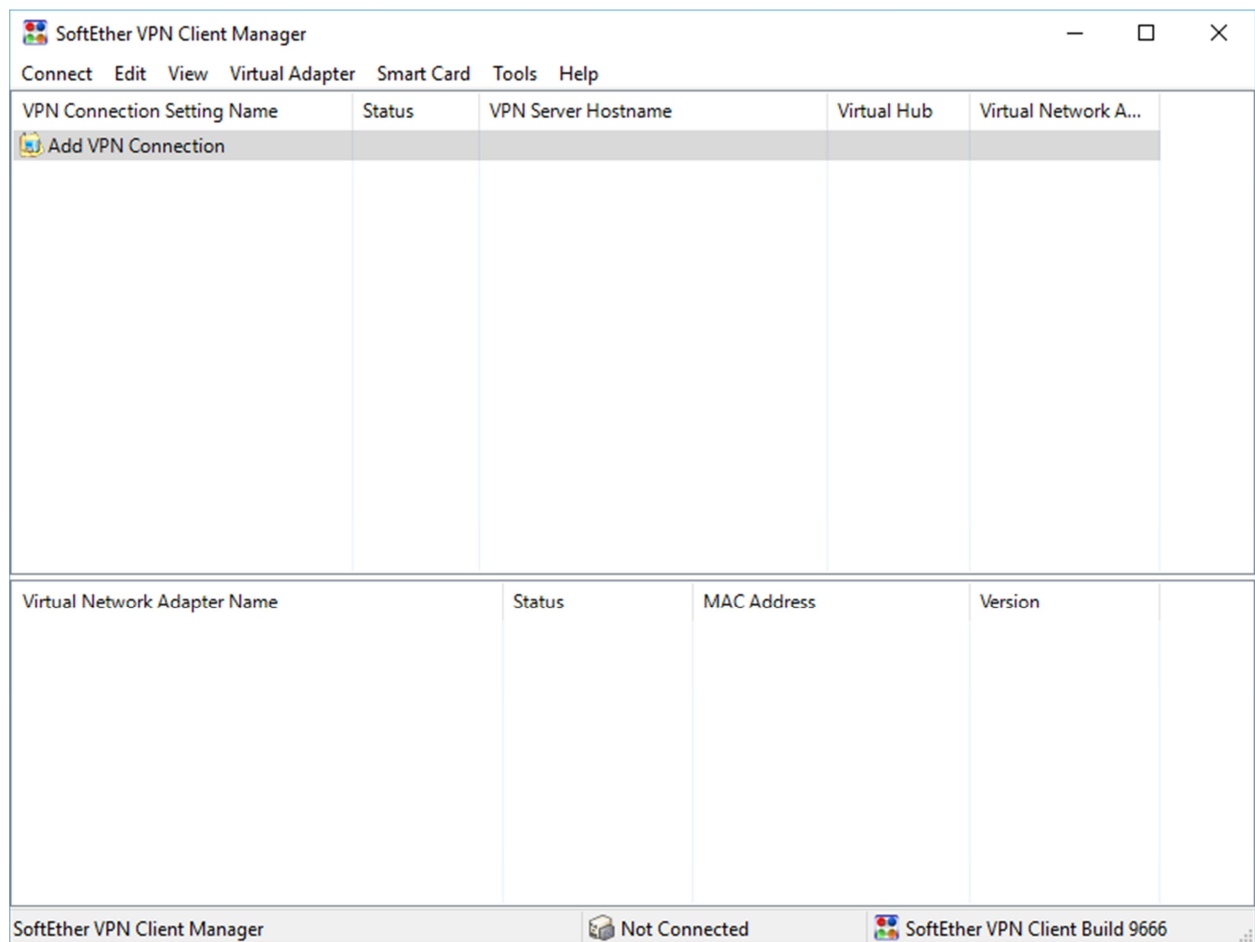 SoftEther VPN Client Manager
Connect Edit View Virtual Adapter Smart Card Tools Help
VPN Connection Setting Name Status VPN Server Hostname Virtual Hub Virtual Network A...
Add VPN Connection
Virtual Network Adapter Name Status MAC Address Version
SoftEther VPN Client Manager Not Connected SoftEther VPN Client Build 9666